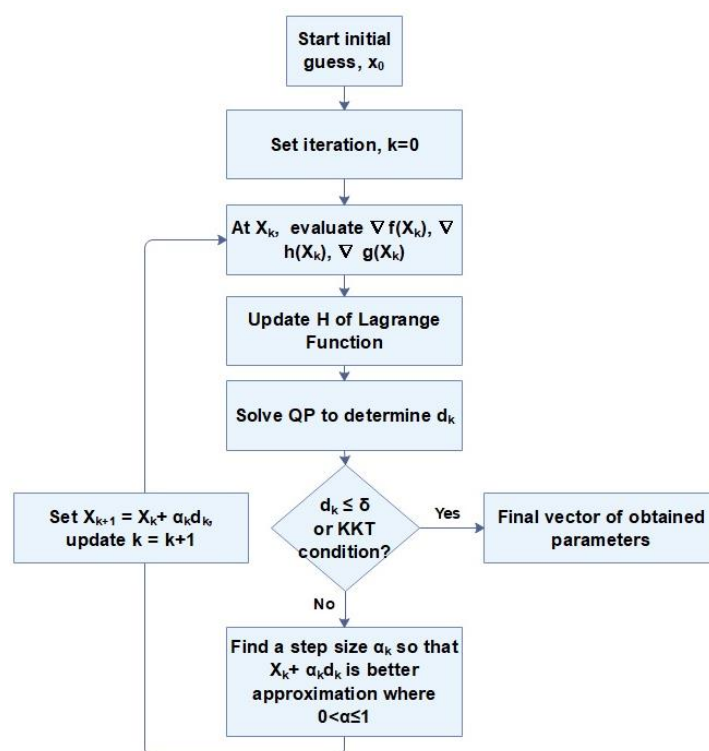 Start initial
guess, x₀
Set iteration, k=0
At Xₖ, evaluate ∇ f(Xₖ), ∇
h(Xₖ), ∇ g(Xₖ)
Update H of Lagrange
Function
Solve QP to determine dₖ
dₖ ≤ δ
or KKT
condition?
Yes
Final vector of obtained
parameters
No
Find a step size αₖ so that
Xₖ+ αₖdₖ is better
approximation where
0<α≤1
Set Xₖ₊₁ = Xₖ+ αₖdₖ,
update k = k+1